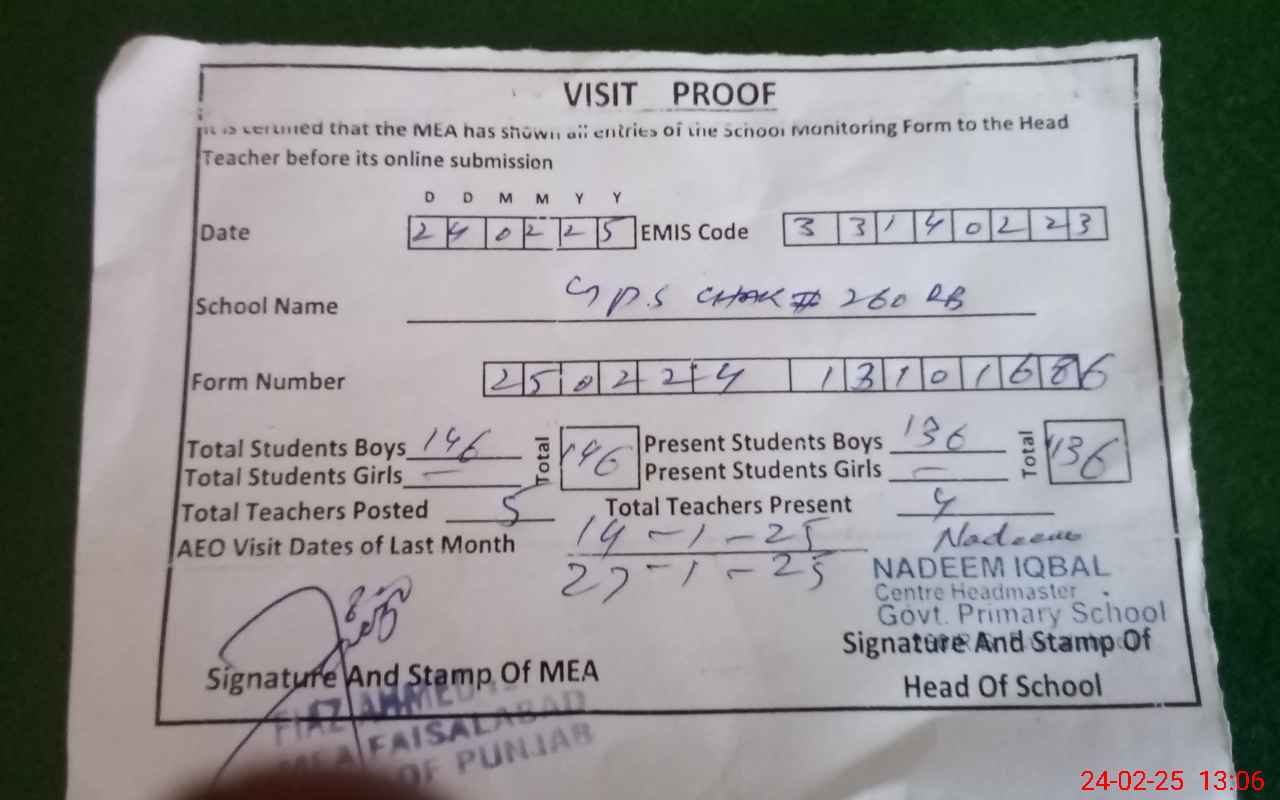 VISIT PROOF
It is certified that the MEA has shown all entries of the School Monitoring Form to the Head
Teacher before its online submission
D D M M Y Y
Date 2 4 0 2 2 5 EMIS Code 3 3 1 4 0 2 2 3
School Name GPS CHAK # 260 RB
Form Number 2 5 0 2 2 4 1 3 1 0 1 6 8 6
Total Students Boys 146 Total 146 Present Students Boys 136 Total 136
Total Students Girls — Present Students Girls —
Total Teachers Posted 5 Total Teachers Present 4
AEO Visit Dates of Last Month 14-1-25 Nadeem
27-1-25 NADEEM IQBAL
Centre Headmaster
Govt. Primary School
Signature And Stamp Of MEA Signature And Stamp Of
Head Of School
FIAZ AHMED
MEA FAISALABAD
OF PUNJAB
24-02-25 13:06